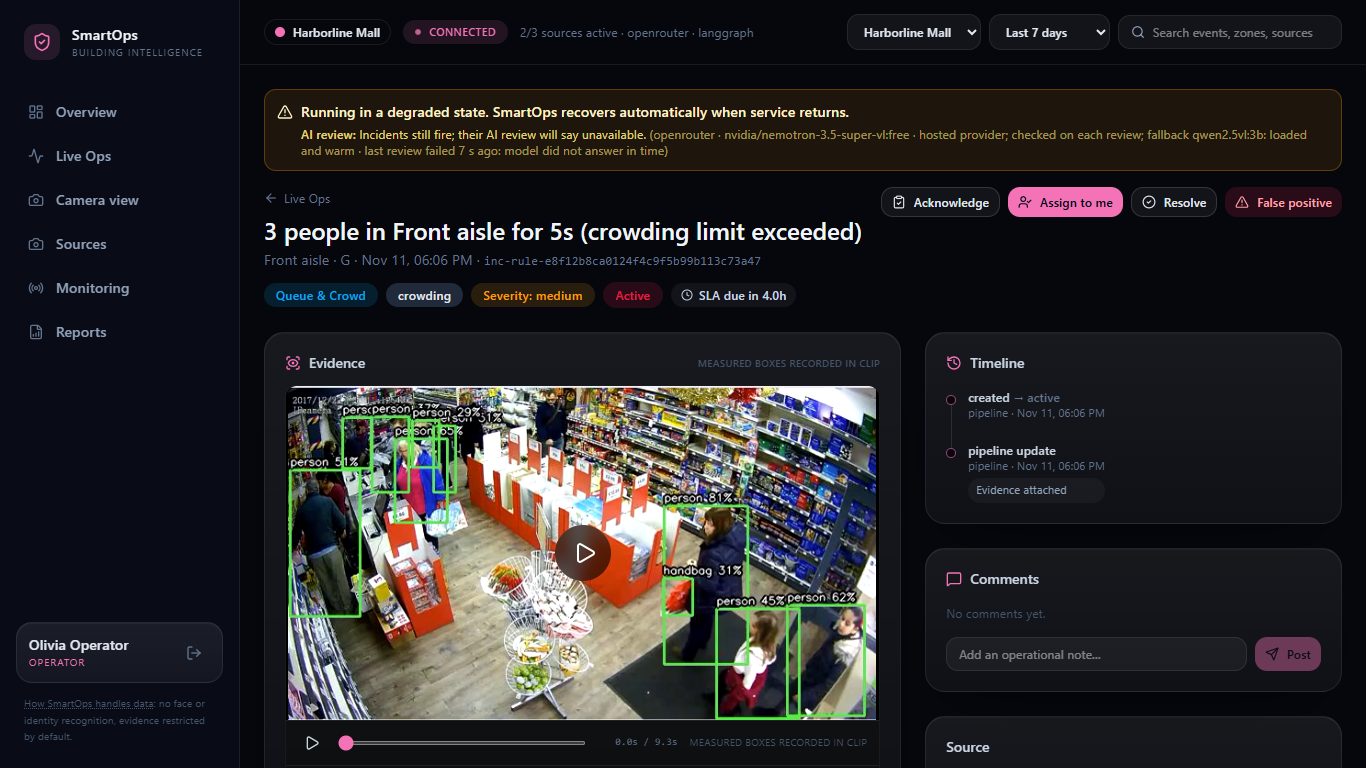 SmartOps
BUILDING INTELLIGENCE
Overview
Live Ops
Camera view
Sources
Monitoring
Reports
Olivia Operator
OPERATOR
How SmartOps handles data: no face or
identity recognition, evidence restricted
by default.
Harborline Mall
CONNECTED
2/3 sources active · openrouter · langgraph
Harborline Mall
Last 7 days
Search events, zones, sources
Running in a degraded state. SmartOps recovers automatically when service returns.
AI review: Incidents still fire; their AI review will say unavailable. (openrouter · nvidia/nemotron-3.5-super-vl:free · hosted provider; checked on each review; fallback qwen2.5vl:3b: loaded
and warm · last review failed 7 s ago: model did not answer in time)
Live Ops
Acknowledge
Assign to me
Resolve
False positive
3 people in Front aisle for 5s (crowding limit exceeded)
Front aisle · G · Nov 11, 06:06 PM · inc-rule-e8f12b8ca0124f4c9f5b99b113c73a47
Queue & Crowd
crowding
Severity: medium
Active
SLA due in 4.0h
Evidence
MEASURED BOXES RECORDED IN CLIP
person 29%
person 51%
person 81%
handbag 31%
person 45%
person 62%
0.0s / 9.3s
MEASURED BOXES RECORDED IN CLIP
Timeline
created → active
pipeline · Nov 11, 06:06 PM
pipeline update
pipeline · Nov 11, 06:06 PM
Evidence attached
Comments
No comments yet.
Add an operational note...
Post
Source